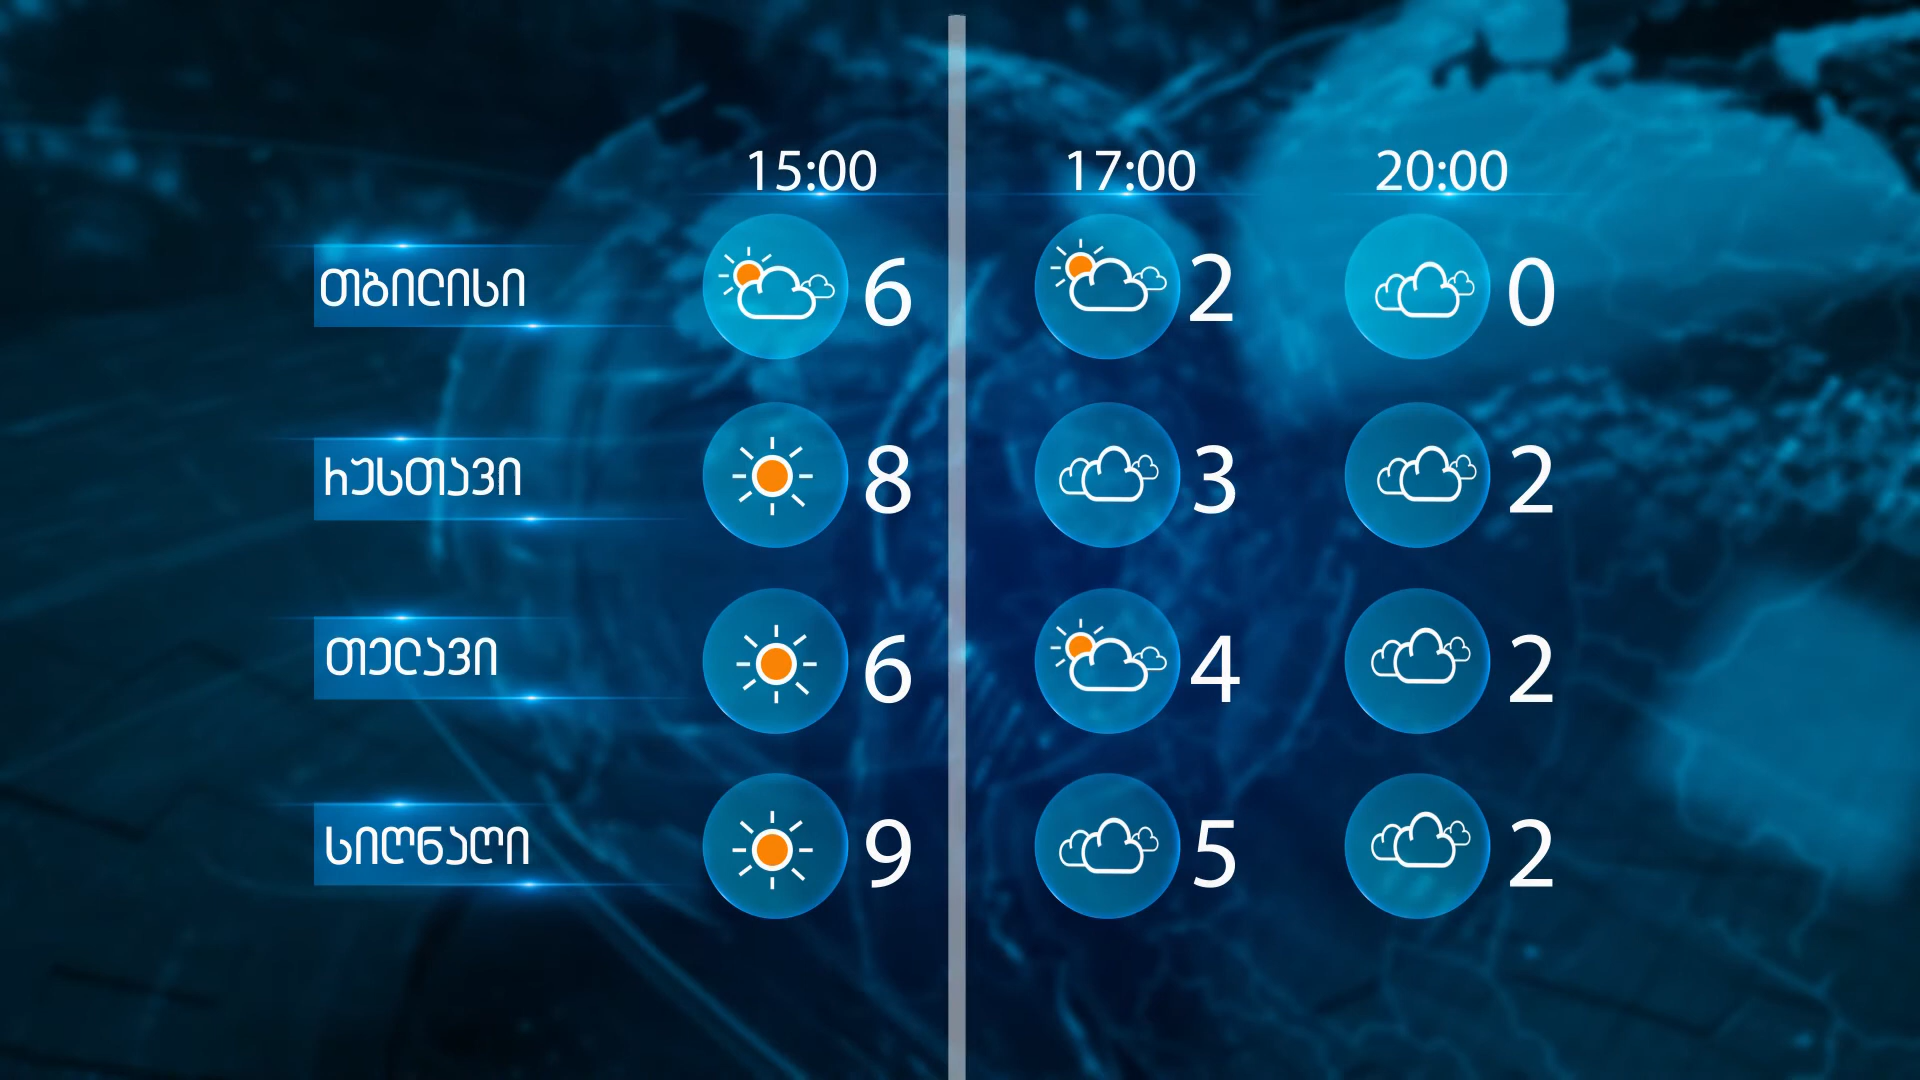 15:00 17:00 20:00
თბილისი 6 2 0
რუსთავი 8 3 2
თელავი 6 4 2
სიღნაღი 9 5 2